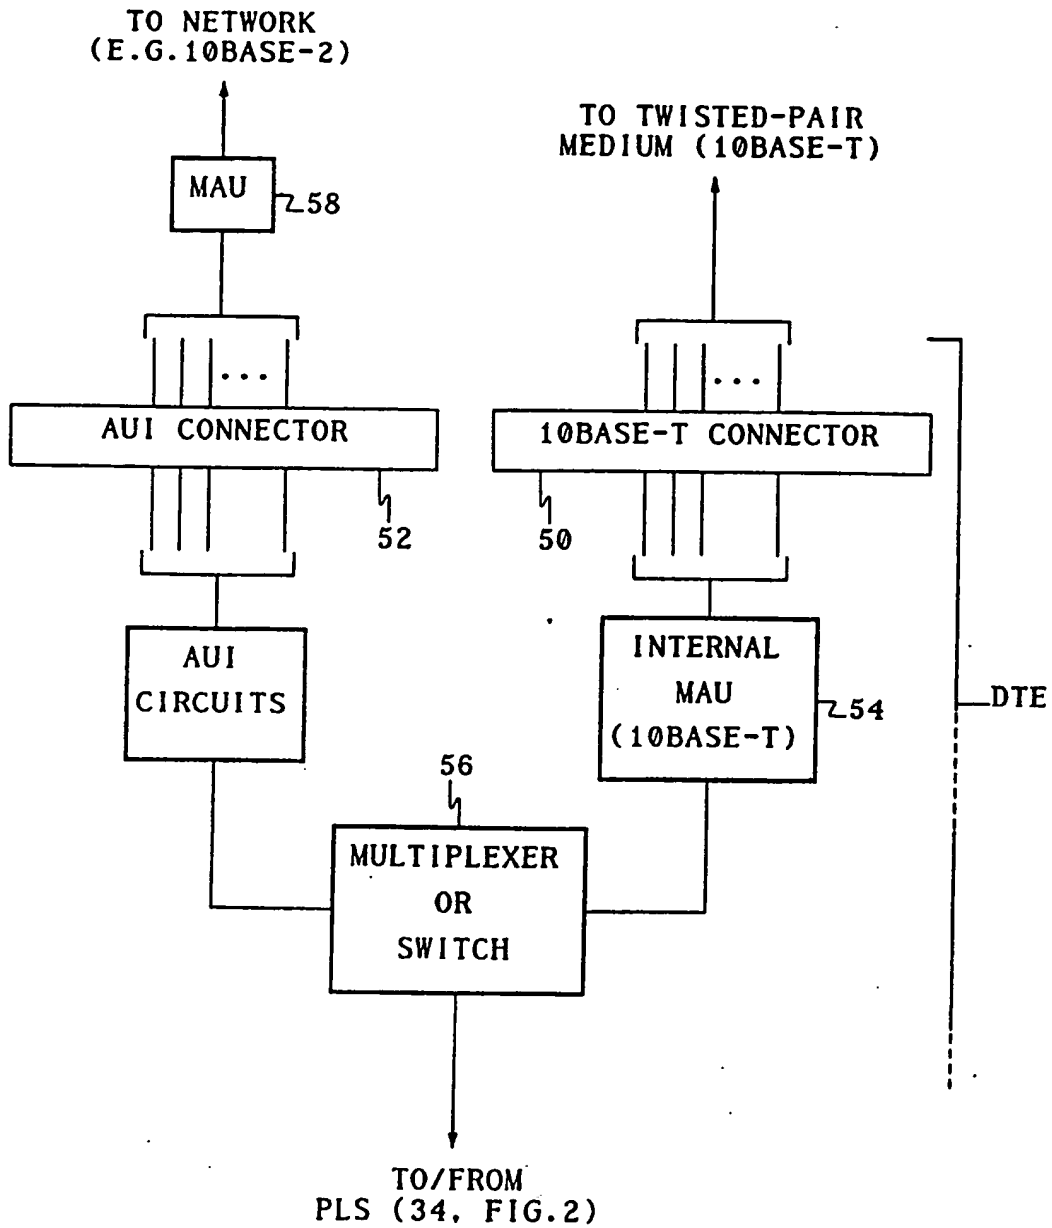 TO NETWORK
(E.G.10BASE-2)
TO TWISTED-PAIR
MEDIUM (10BASE-T)
MAU
58
AUI CONNECTOR
10BASE-T CONNECTOR
52
50
AUI
CIRCUITS
INTERNAL
MAU
(10BASE-T)
54
DTE
56
MULTIPLEXER
OR
SWITCH
TO/FROM
PLS (34, FIG.2)